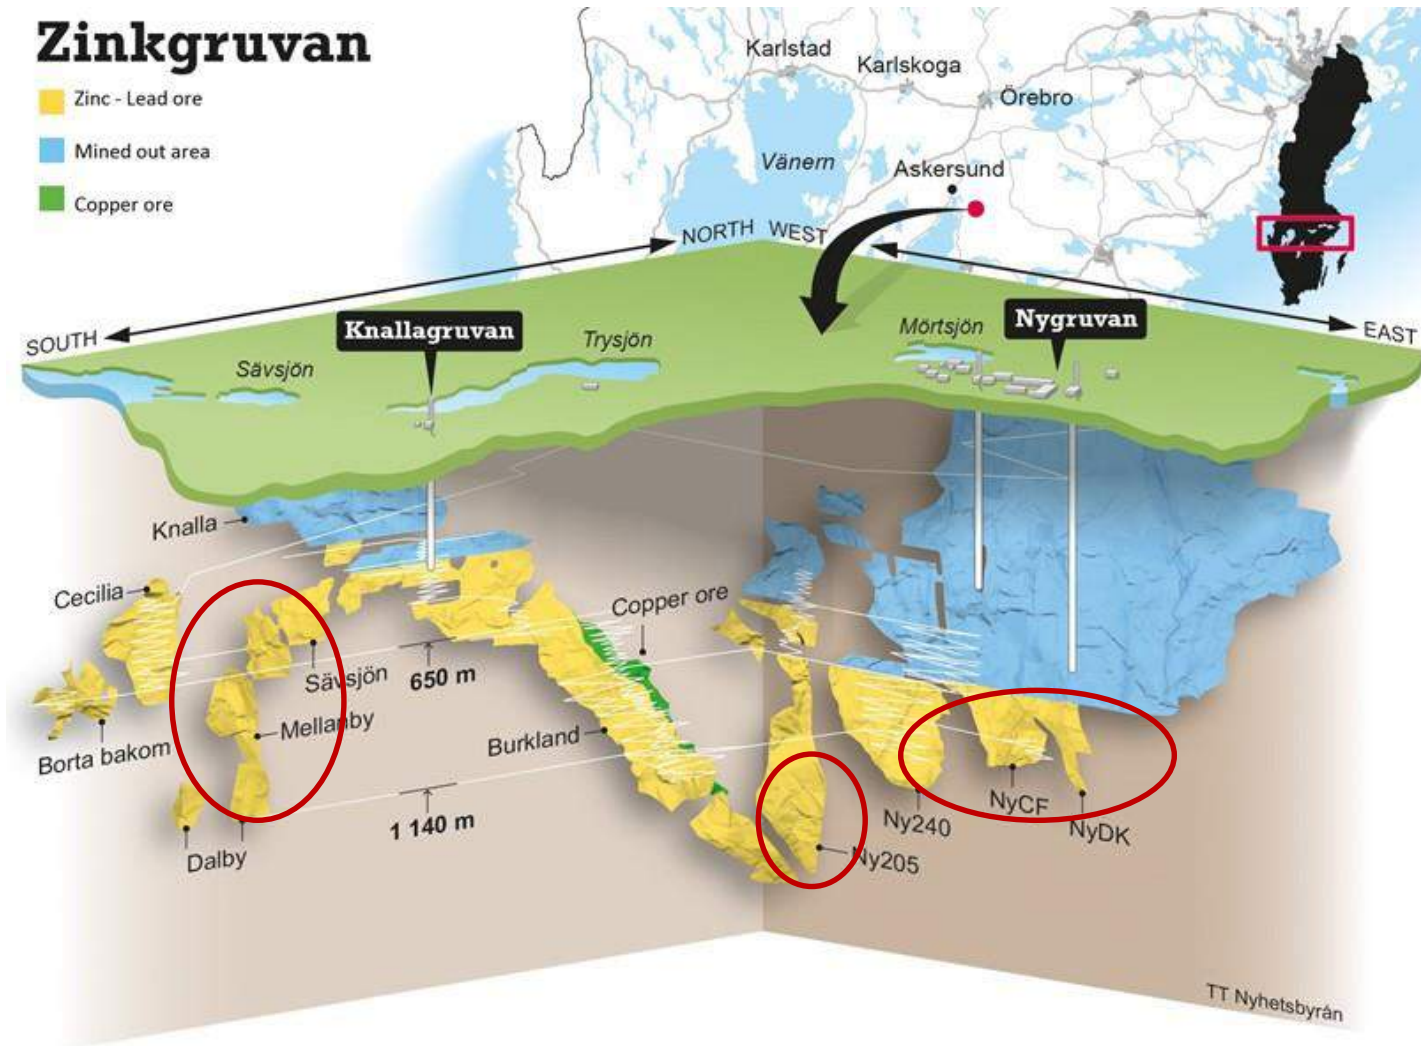 Zinkgruvan
Zinc - Lead ore
Mined out area
Copper ore
Karlstad
Karlskoga
Örebro
Vänern
Askersund
NORTH
WEST
SOUTH
EAST
Knallagruvan
Trysjön
Sävsjön
Mörtsjön
Nygruvan
Knalla
Cecilia
Copper ore
Sävsjön
650 m
Mellanby
Borta bakom
Burkland
1 140 m
Dalby
Ny205
Ny240
NyCF
NyDK
TT Nyhetsbyrån